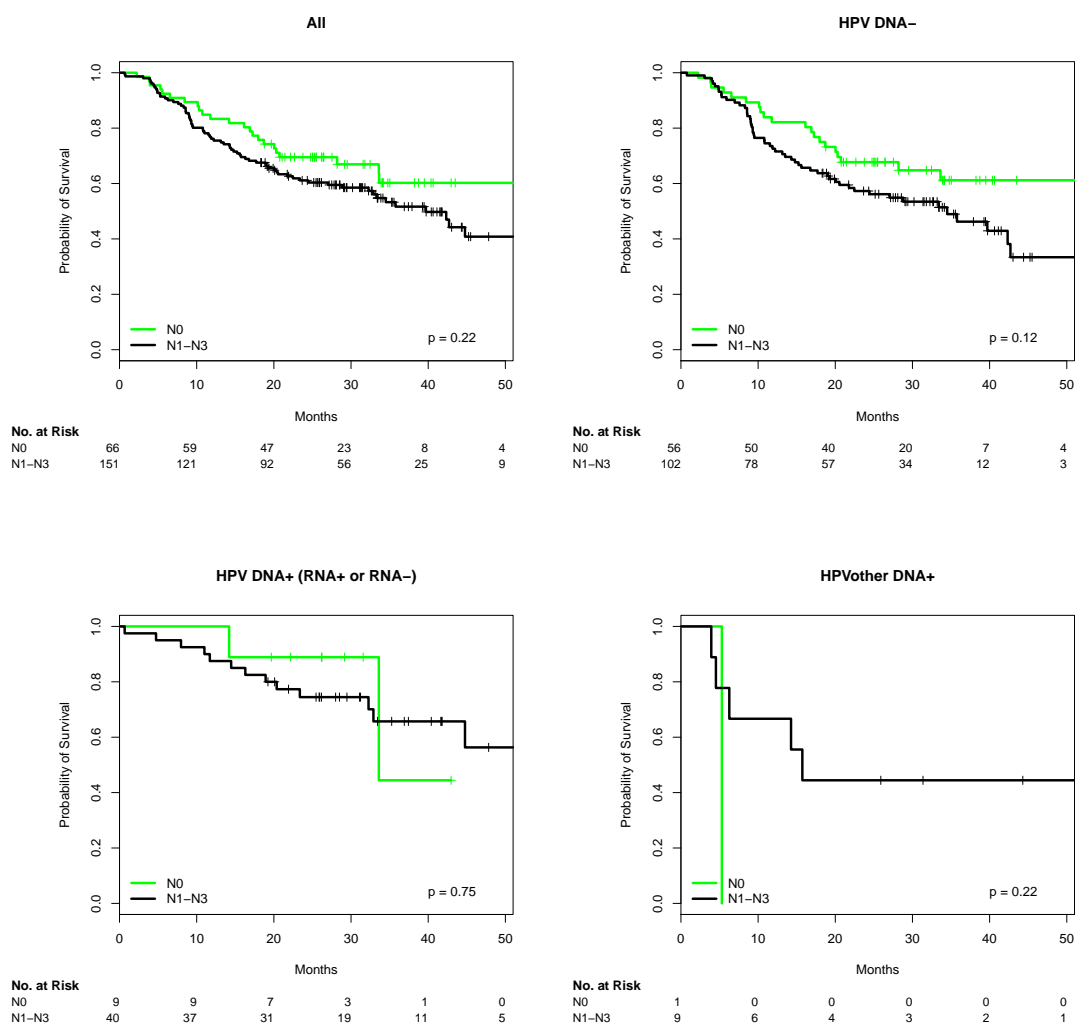 All
Probability of Survival
1.0
0.8
0.6
0.4
0.2
0.0
N0
N1−N3
p = 0.22
0 10 20 30 40 50
Months
No. at Risk
N0 66 59 47 23 8 4
N1−N3 151 121 92 56 25 9
HPV DNA−
Probability of Survival
1.0
0.8
0.6
0.4
0.2
0.0
N0
N1−N3
p = 0.12
0 10 20 30 40 50
Months
No. at Risk
N0 56 50 40 20 7 4
N1−N3 102 78 57 34 12 3
HPV DNA+ (RNA+ or RNA−)
Probability of Survival
1.0
0.8
0.6
0.4
0.2
0.0
N0
N1−N3
p = 0.75
0 10 20 30 40 50
Months
No. at Risk
N0 9 9 7 3 1 0
N1−N3 40 37 31 19 11 5
HPVother DNA+
Probability of Survival
1.0
0.8
0.6
0.4
0.2
0.0
N0
N1−N3
p = 0.22
0 10 20 30 40 50
Months
No. at Risk
N0 1 0 0 0 0 0
N1−N3 9 6 4 3 2 1